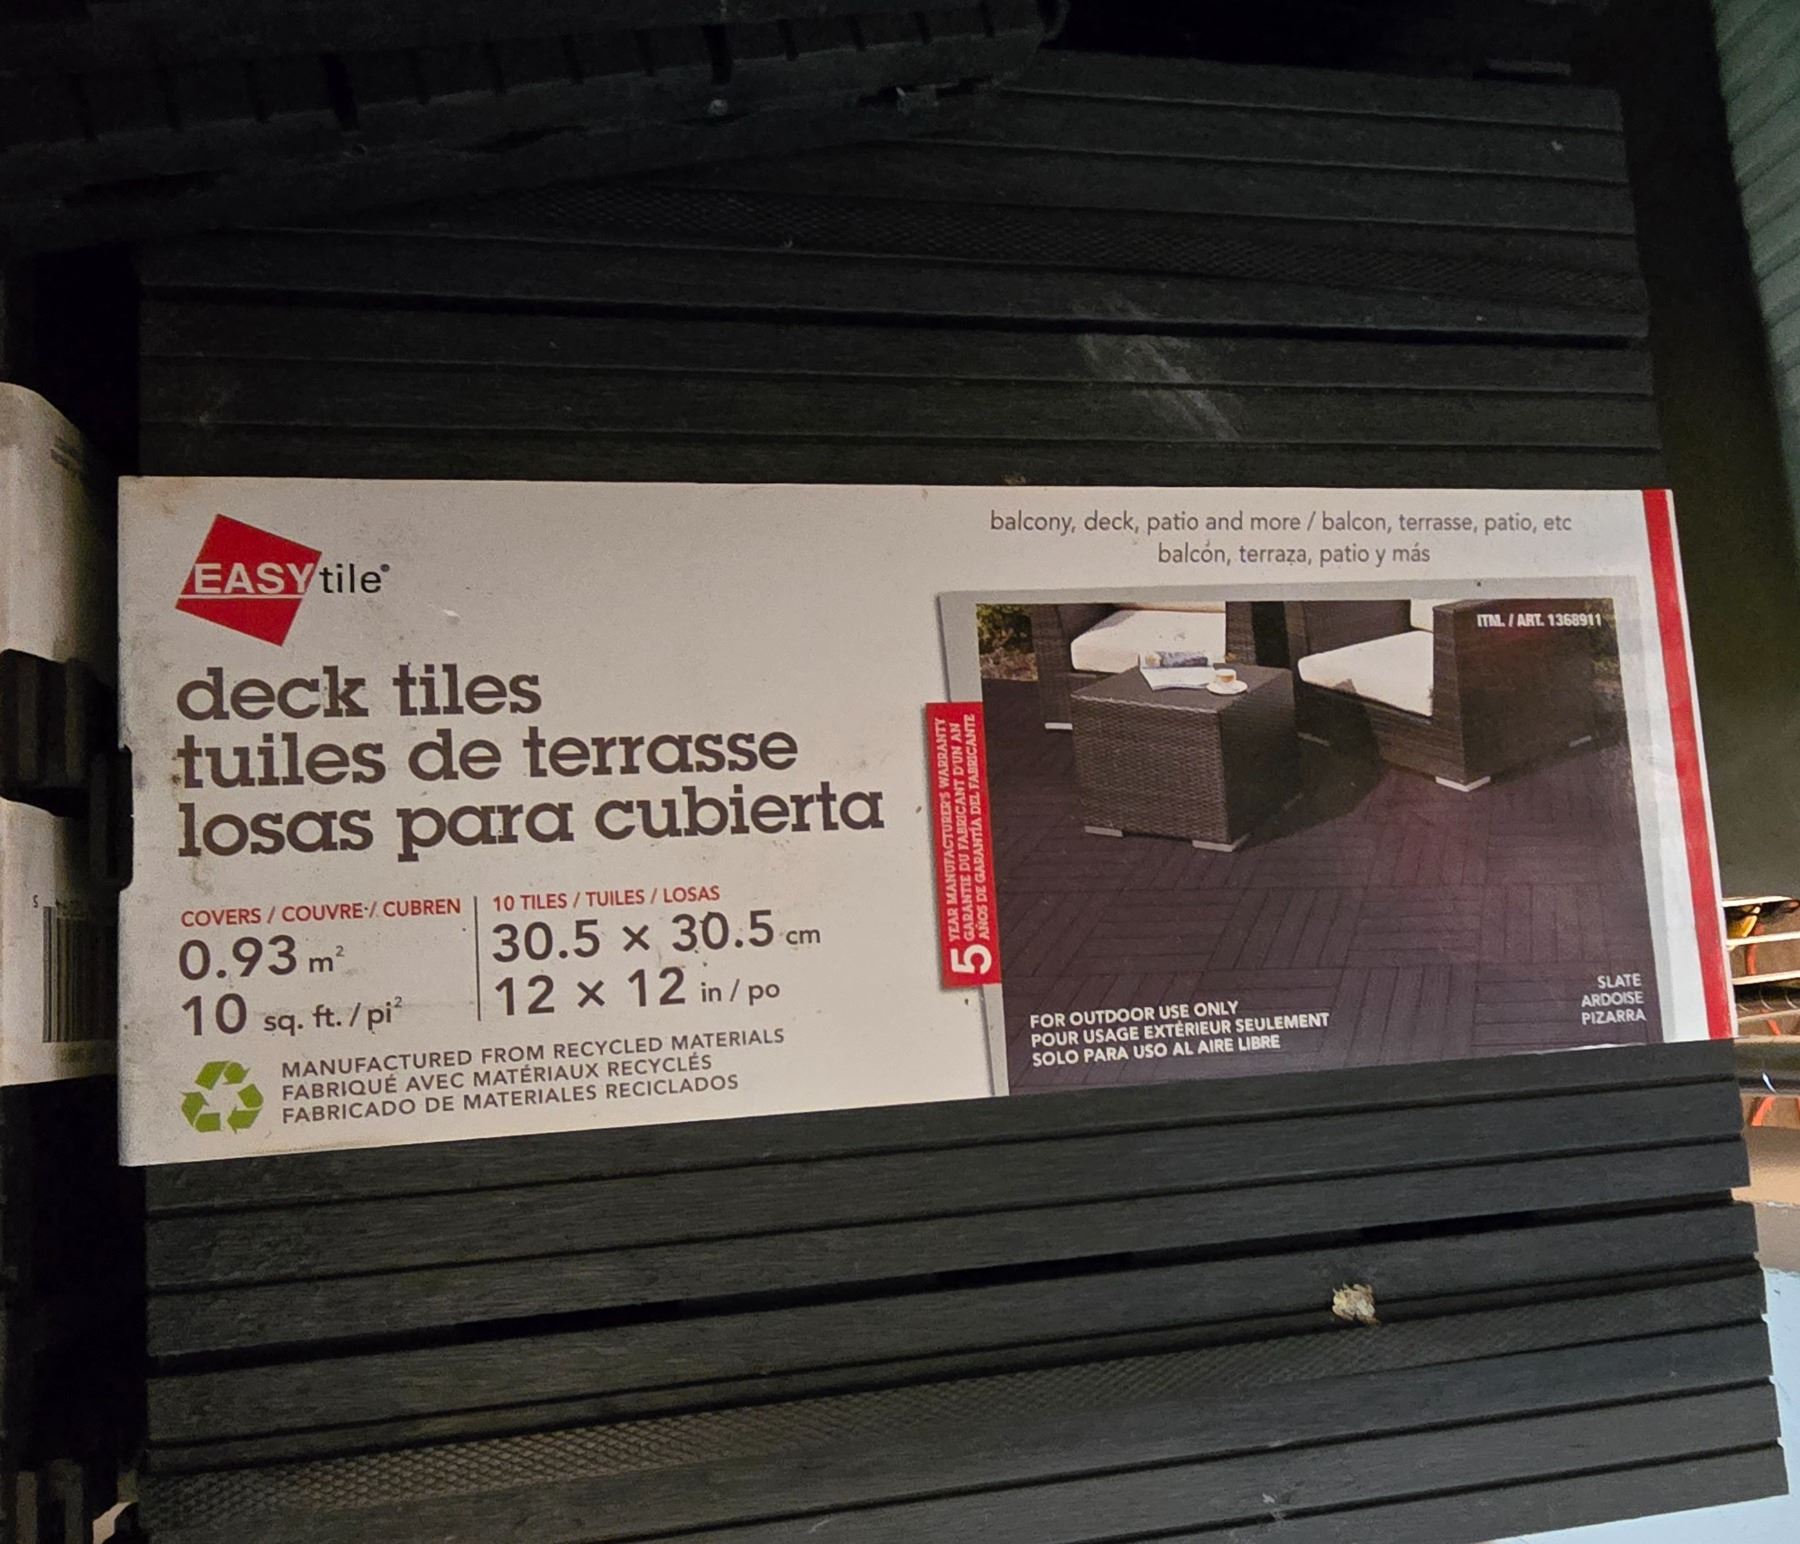 EASYtile®
deck tiles
tuiles de terrasse
losas para cubierta
COVERS / COUVRE / CUBREN
0.93 m²
10 sq. ft. / pi²
10 TILES / TUILES / LOSAS
30.5 × 30.5 cm
12 × 12 in / po
MANUFACTURED FROM RECYCLED MATERIALS
FABRIQUÉ AVEC MATÉRIAUX RECYCLÉS
FABRICADO DE MATERIALES RECICLADOS
balcony, deck, patio and more / balcon, terrasse, patio, etc
balcón, terraza, patio y más
ITM. / ART. 1368911
5
YEAR MANUFACTURER'S WARRANTY
GARANTIE DU FABRICANT D'UN AN
AÑOS DE GARANTÍA DEL FABRICANTE
FOR OUTDOOR USE ONLY
POUR USAGE EXTÉRIEUR SEULEMENT
SOLO PARA USO AL AIRE LIBRE
SLATE
ARDOISE
PIZARRA